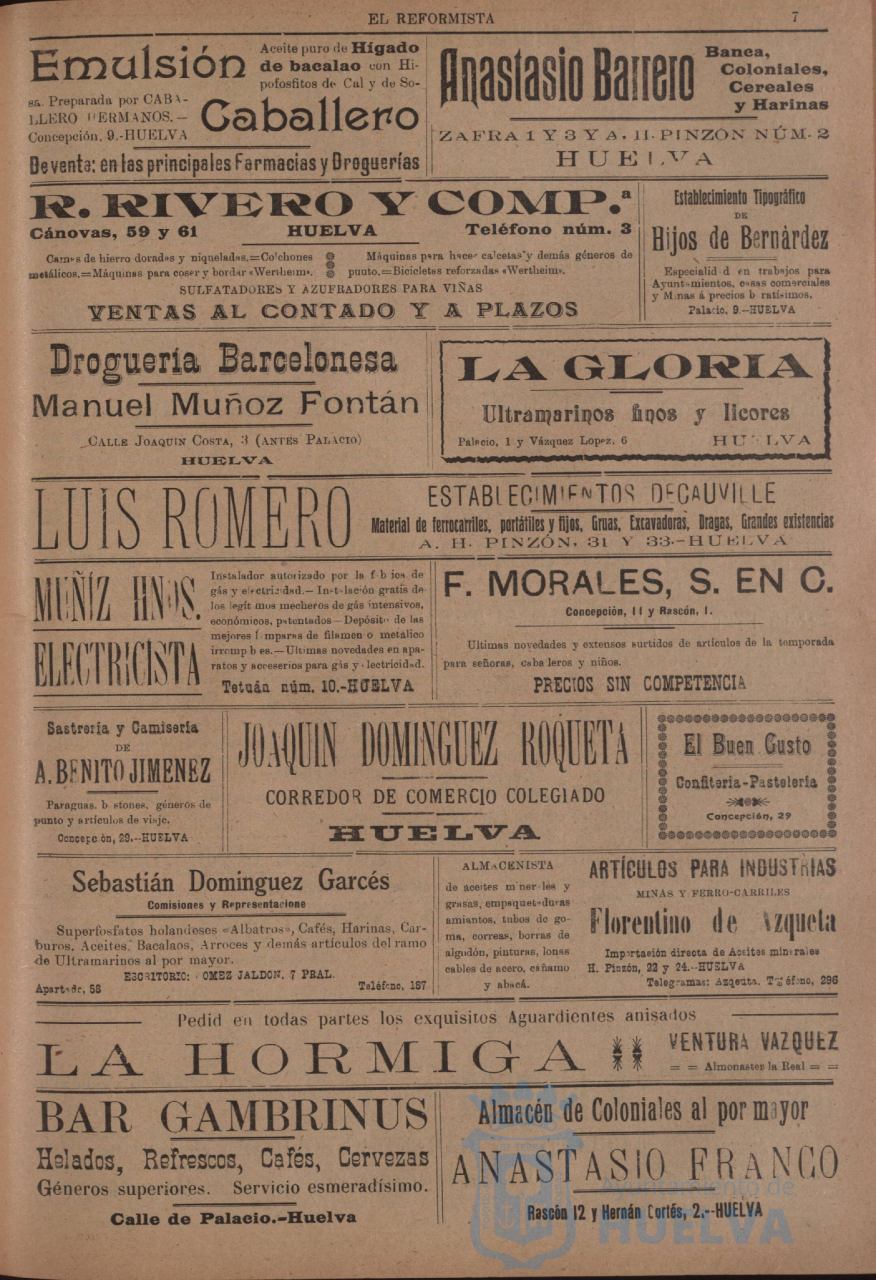 EL REFORMISTA
7
Emulsión
Aceite puro de Hígado
de bacalao con Hi-
pofosfitos de Cal y de So-
sa. Preparada por CABA-
LLERO HERMANOS.—
Concepción, 9.-HUELVA
Caballero
De venta: en las principales Farmacias y Droguerías
Anastasio Barrero
Banca,
Coloniales,
Cereales
y Harinas
ZAFRA 1 Y 3 Y A. H. PINZÓN NÚM. 2
HUELVA
R. RIVERO Y COMP.ª
Cánovas, 59 y 61
HUELVA
Teléfono núm. 3
Camas de hierro doradas y niqueladas.=Colchones
metálicos.=Máquinas para coser y bordar «Wertheim».
Máquinas para hacer calcetas y demás géneros de
punto.=Bicicletas reforzadas «Wertheim».
SULFATADORES Y AZUFRADORES PARA VIÑAS
VENTAS AL CONTADO Y A PLAZOS
Establecimiento Tipográfico
DE
Hijos de Bernárdez
Especialidad en trabajos para
Ayuntamientos, casas comerciales
y Minas á precios bratísimos.
Palacio, 9.--HUELVA
Droguería Barcelonesa
Manuel Muñoz Fontán
CALLE JOAQUIN COSTA, 3 (ANTES PALACIO)
HUELVA
LA GLORIA
Ultramarinos finos y licores
Palacio, 1 y Vázquez Lopez, 6
HUELVA
LUIS ROMERO
ESTABLECIMIENTOS DECAUVILLE
Material de ferrocarriles, portátiles y fijos, Gruas, Excavadoras, Dragas, Grandes existencias
A. H. PINZÓN, 31 Y 33.-HUELVA
MUÑÍZ HNOS.
ELECTRICISTA
Instalador autorizado por la fábrica de
gás y electricidad.—Instalación gratis de
los legítimos mecheros de gás intensivos,
económicos, patentados—Depósito de las
mejores lámparas de filamento metálico
irrompibles.—Ultimas novedades en apa-
ratos y accesorios para gás y electricidad.
Tetuán núm. 10.-HUELVA
F. MORALES, S. EN C.
Concepción, 11 y Rascón, 1.
Ultimas novedades y extensos surtidos de artículos de la temporada
para señoras, caballeros y niños.
PRECIOS SIN COMPETENCIA
Sastrería y Camisería
DE
A. BENITO JIMENEZ
Paraguas, bastones, géneros de
punto y artículos de viaje.
Concepción, 29.--HUELVA
JOAQUIN DOMINGUEZ ROQUETA
CORREDOR DE COMERCIO COLEGIADO
HUELVA
El Buen Gusto
Confiteria-Pasteleria
Concepción, 29
Sebastián Dominguez Garcés
Comisiones y Representacione
Superfosfatos holandeses «Albatros», Cafés, Harinas, Car-
buros, Aceites, Bacalaos, Arroces y demás artículos del ramo
de Ultramarinos al por mayor.
ESCRITORIO: OMEZ JALDON, 7 PRAL.
Apartado, 58
Teléfono, 187
ALMACENISTA
de aceites minerales y
grasas, empaquetaduras
amiantos, tubos de go-
ma, correas, borras de
algodón, pinturas, lonas
cables de acero, cáñamo
y abacá.
ARTÍCULOS PARA INDUSTRIAS
MINAS Y FERRO-CARRILES
Florentino de Azqueta
Importación directa de Aceites minerales
H. Pinzón, 22 y 24.--HUELVA
Telegramas: Azqeuta. Teléfono, 296
Pedid en todas partes los exquisitos Aguardientes anisados
LA HORMIGA
VENTURA VAZQUEZ
= = Almonaster la Real = =
BAR GAMBRINUS
Helados, Refrescos, Cafés, Cervezas
Géneros superiores. Servicio esmeradísimo.
Calle de Palacio.-Huelva
Almacén de Coloniales al por mayor
ANASTASIO FRANCO
Rascón 12 y Hernán Cortés, 2.--HUELVA
Ayuntamiento de
HUELVA